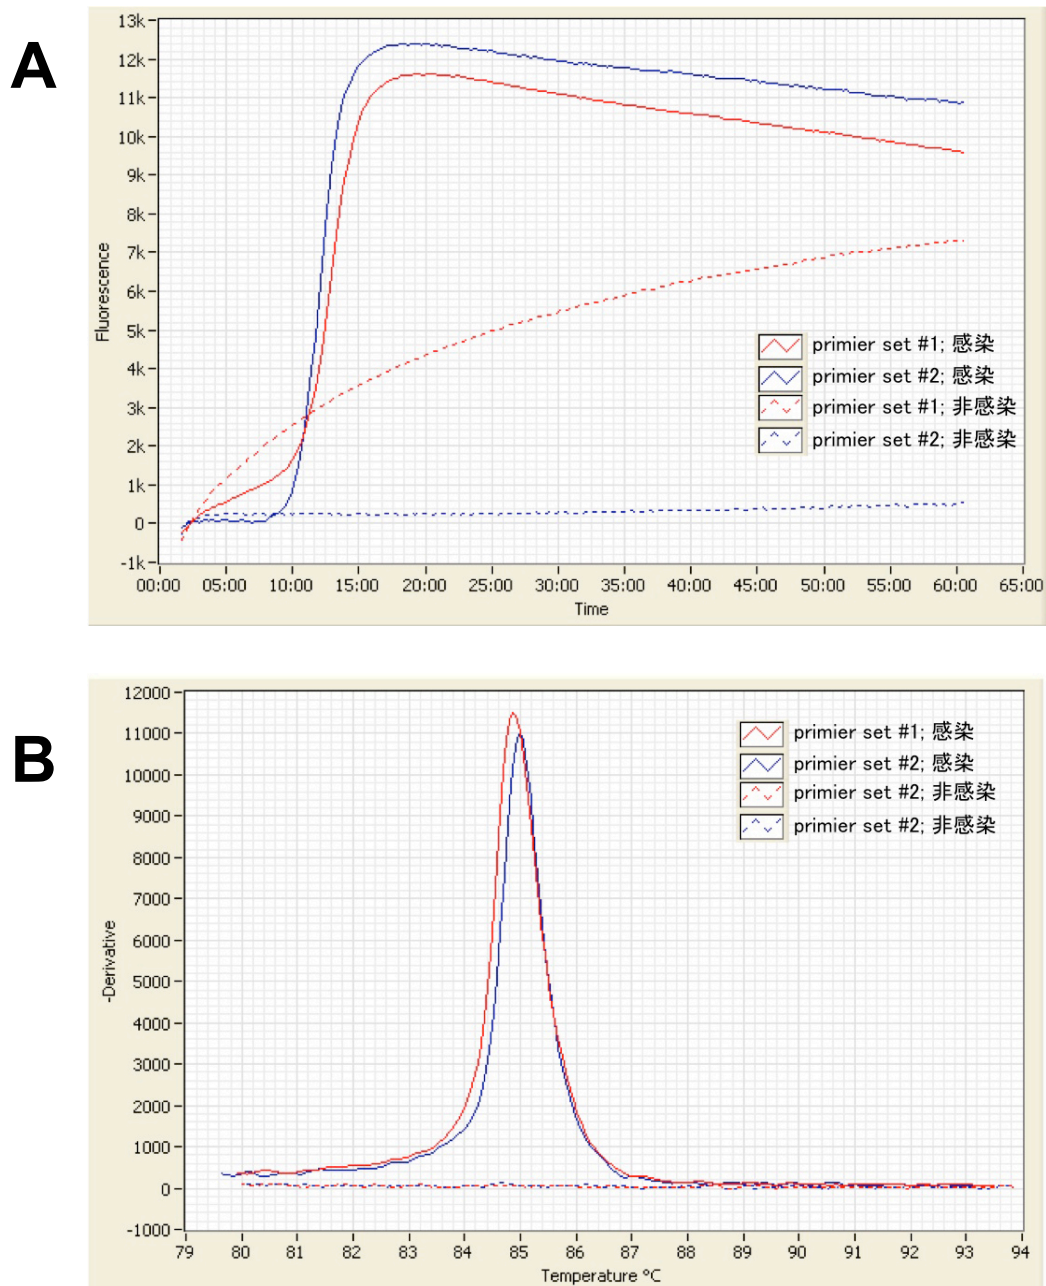 A
13k
12k
11k
10k
9k
8k
7k
6k
5k
4k
3k
2k
1k
0
-1k
Fluorescence
primier set #1; 感染
primier set #2; 感染
primier set #1; 非感染
primier set #2; 非感染
00:00 05:00 10:00 15:00 20:00 25:00 30:00 35:00 40:00 45:00 50:00 55:00 60:00 65:00
Time
B
12000
11000
10000
9000
8000
7000
6000
5000
4000
3000
2000
1000
0
-1000
-Derivative
primier set #1; 感染
primier set #2; 感染
primier set #2; 非感染
primier set #2; 非感染
79 80 81 82 83 84 85 86 87 88 89 90 91 92 93 94
Temperature °C